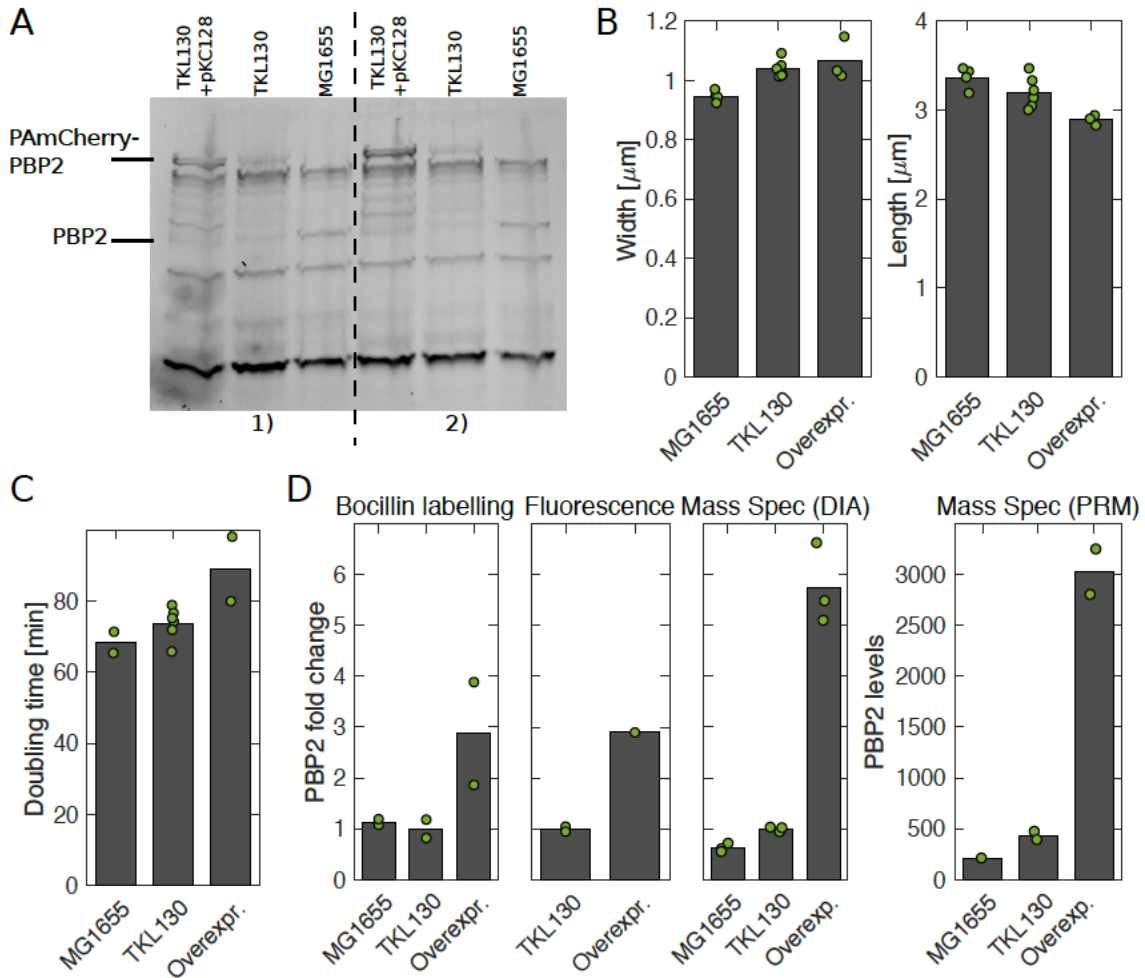 A
TKL130
+pKC128
TKL130
MG1655
TKL130
+pKC128
TKL130
MG1655
PAmCherry-
PBP2
PBP2
1)
2)
B
Width [μm]
1.2
1
0.8
0.6
0.4
0.2
0
MG1655
TKL130
Overexpr.
Length [μm]
4
3
2
1
0
MG1655
TKL130
Overexpr.
C
Doubling time [min]
80
60
40
20
0
MG1655
TKL130
Overexpr.
D
Bocillin labelling
Fluorescence
Mass Spec (DIA)
Mass Spec (PRM)
PBP2 fold change
6
5
4
3
2
1
0
MG1655
TKL130
Overexpr.
TKL130
Overexpr.
MG1655
TKL130
Overexpr.
PBP2 levels
3000
2500
2000
1500
1000
500
0
MG1655
TKL130
Overexpr.